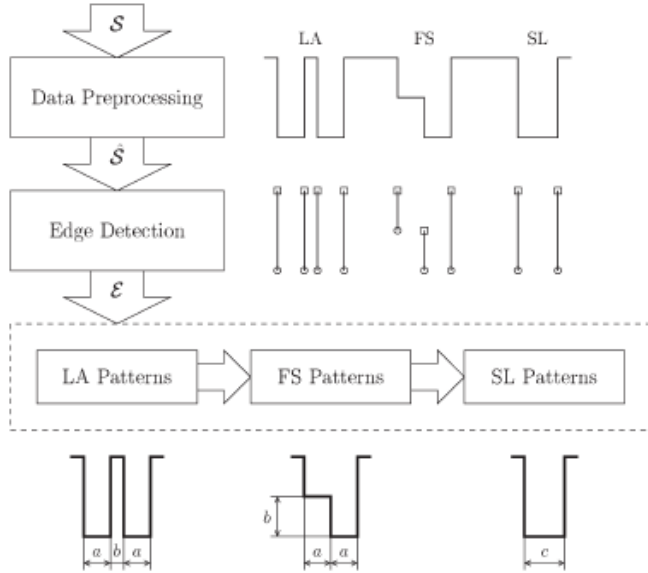 𝒮
LA FS SL
Data Preprocessing
𝒮̂
Edge Detection
ℰ
LA Patterns
FS Patterns
SL Patterns
b
a b a
a a
c